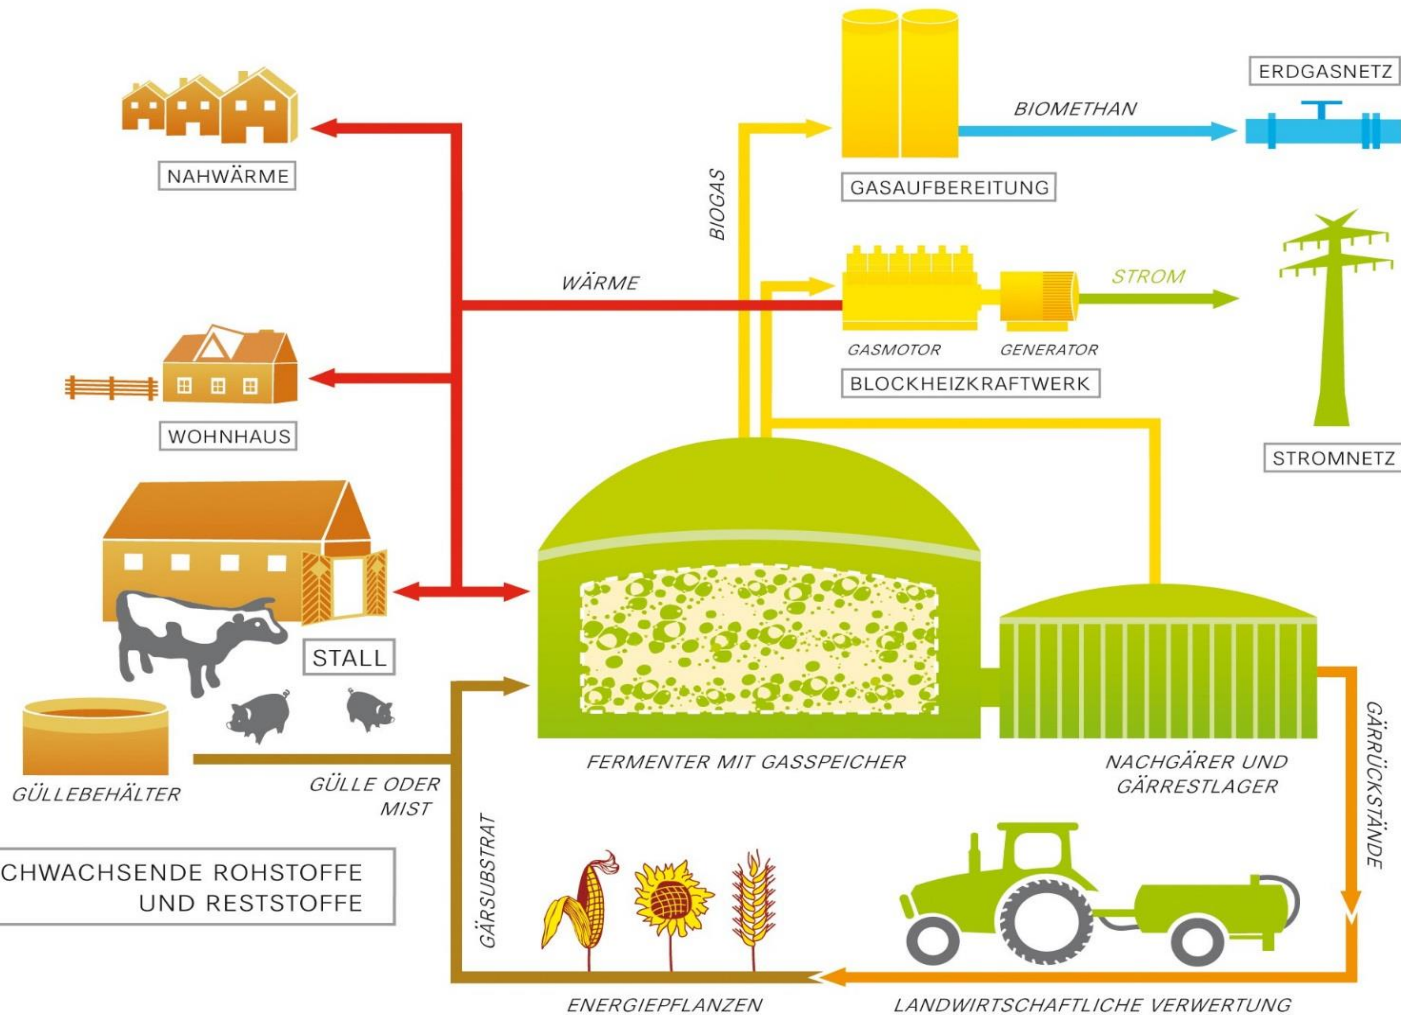 ERDGASNETZ
BIOMETHAN
NAHWÄRME
GASAUFBEREITUNG
BIOGAS
WÄRME
STROM
GASMOTOR
GENERATOR
BLOCKHEIZKRAFTWERK
WOHNHAUS
STROMNETZ
STALL
FERMENTER MIT GASSPEICHER
NACHGÄRER UND
GÄRRESTLAGER
GÄRRÜCKSTÄNDE
GÜLLEBEHÄLTER
GÜLLE ODER
MIST
GÄRSUBSTRAT
CHWACHSENDE ROHSTOFFE
UND RESTSTOFFE
ENERGIEPFLANZEN
LANDWIRTSCHAFTLICHE VERWERTUNG